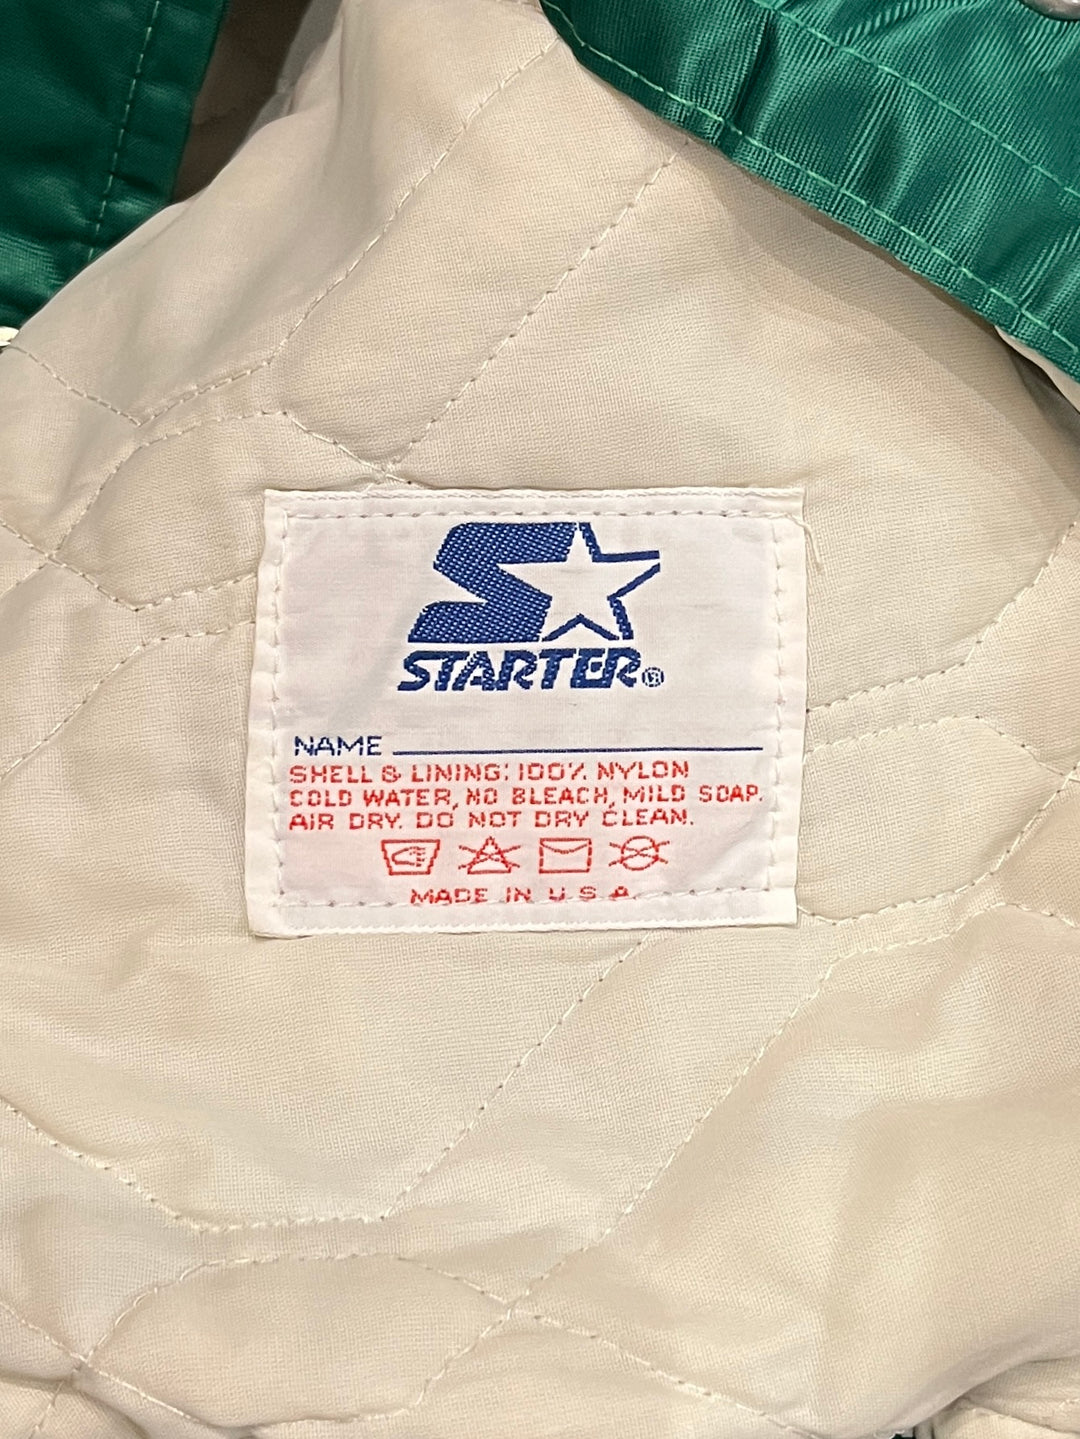 STARTER®
NAME
SHELL & LINING: 100% NYLON
COLD WATER, NO BLEACH, MILD SOAP.
AIR DRY. DO NOT DRY CLEAN.
MADE IN U.S.A.